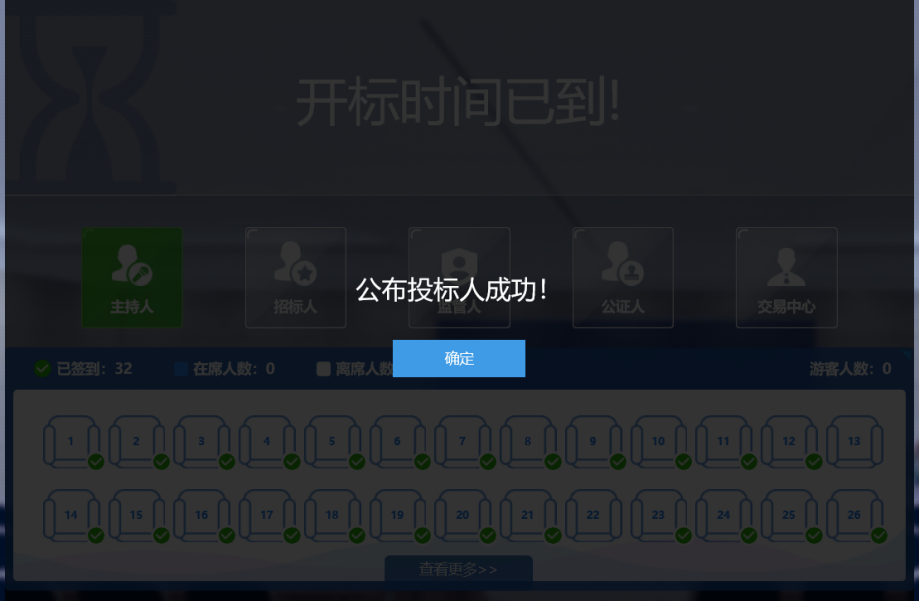 开标时间已到!
主持人
招标人
监督人
公证人
交易中心
公布投标人成功!
确定
已签到: 32 在席人数: 0 离席人数 游客人数: 0
1 2 3 4 5 6 7 8 9 10 11 12 13
14 15 16 17 18 19 20 21 22 23 24 25 26
查看更多>>